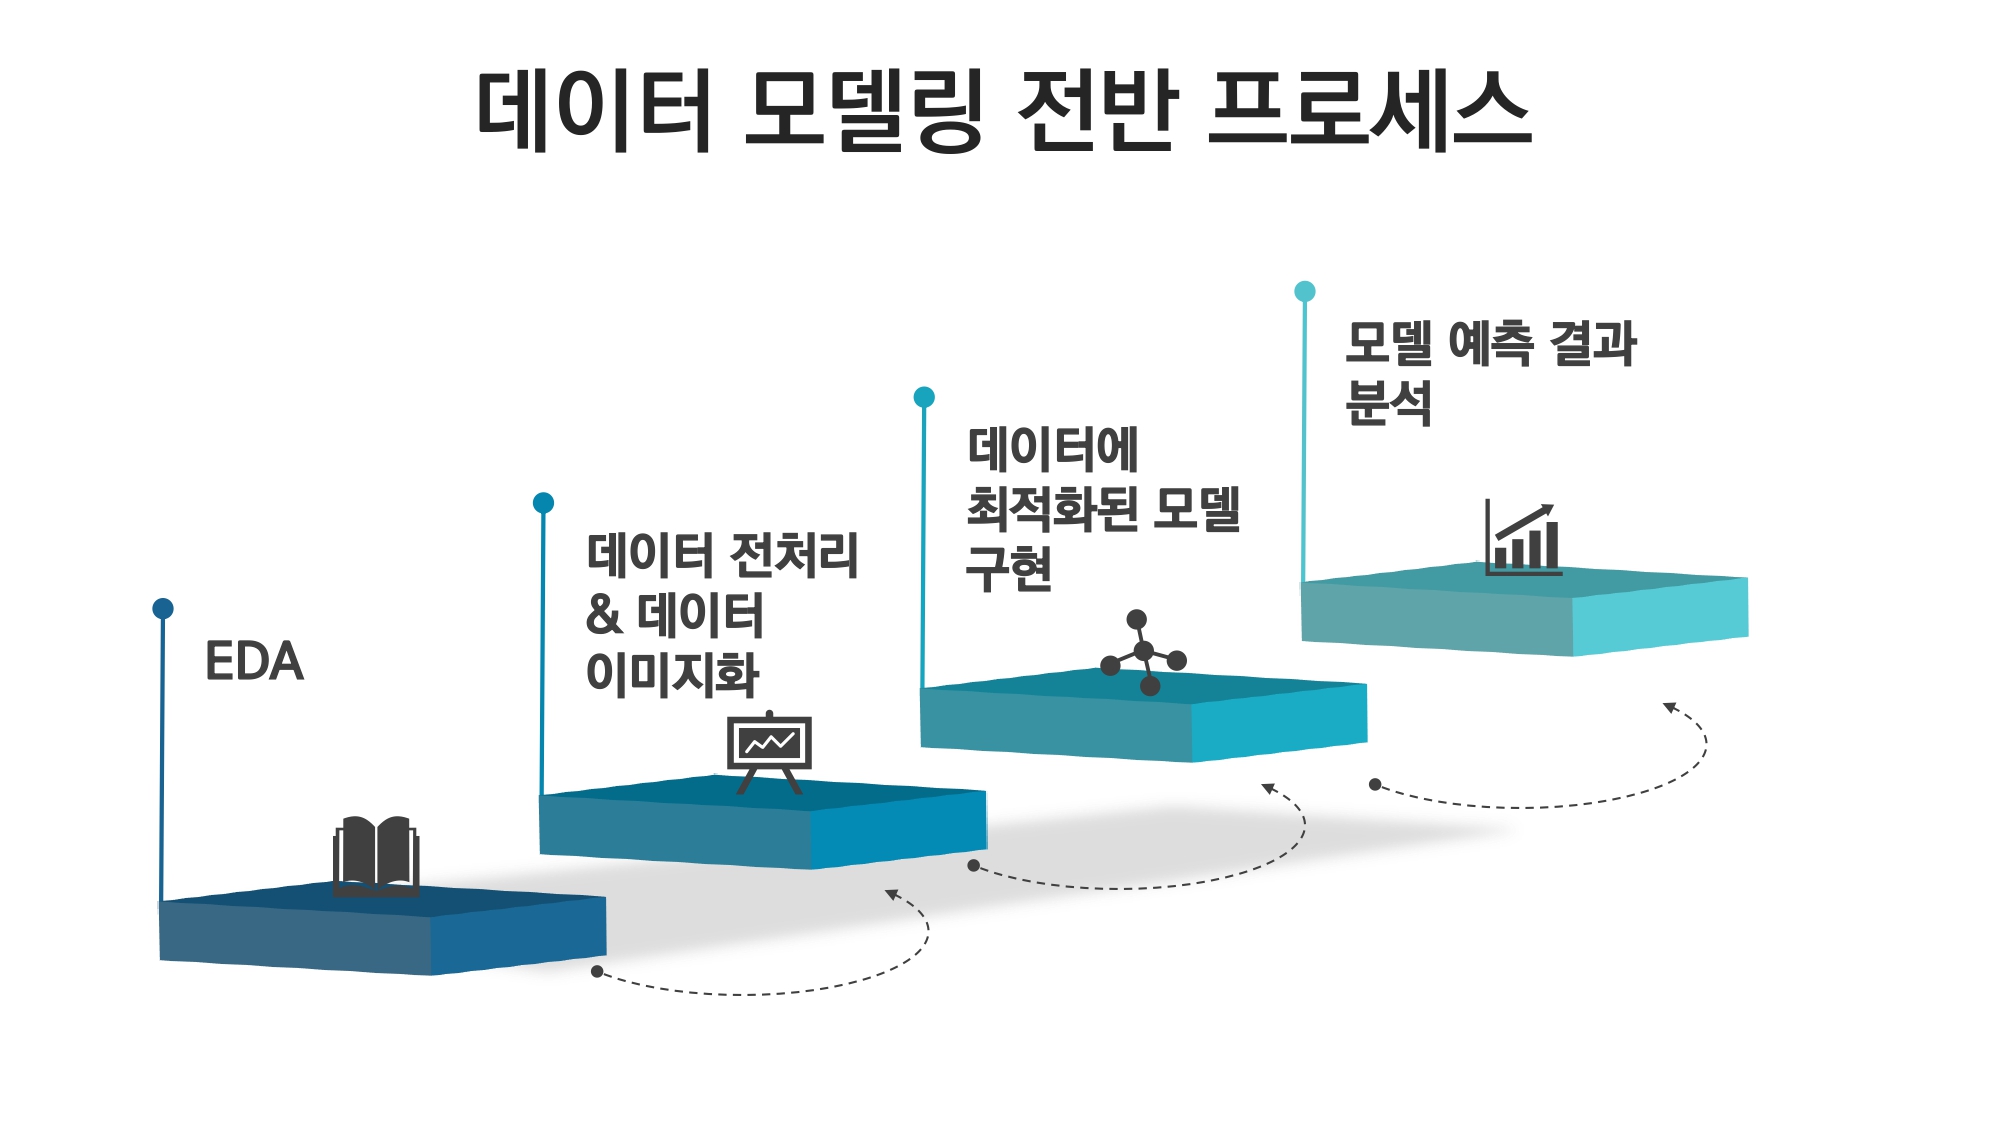 데이터 모델링 전반 프로세스
EDA
데이터 전처리
& 데이터
이미지화
데이터에
최적화된 모델
구현
모델 예측 결과
분석